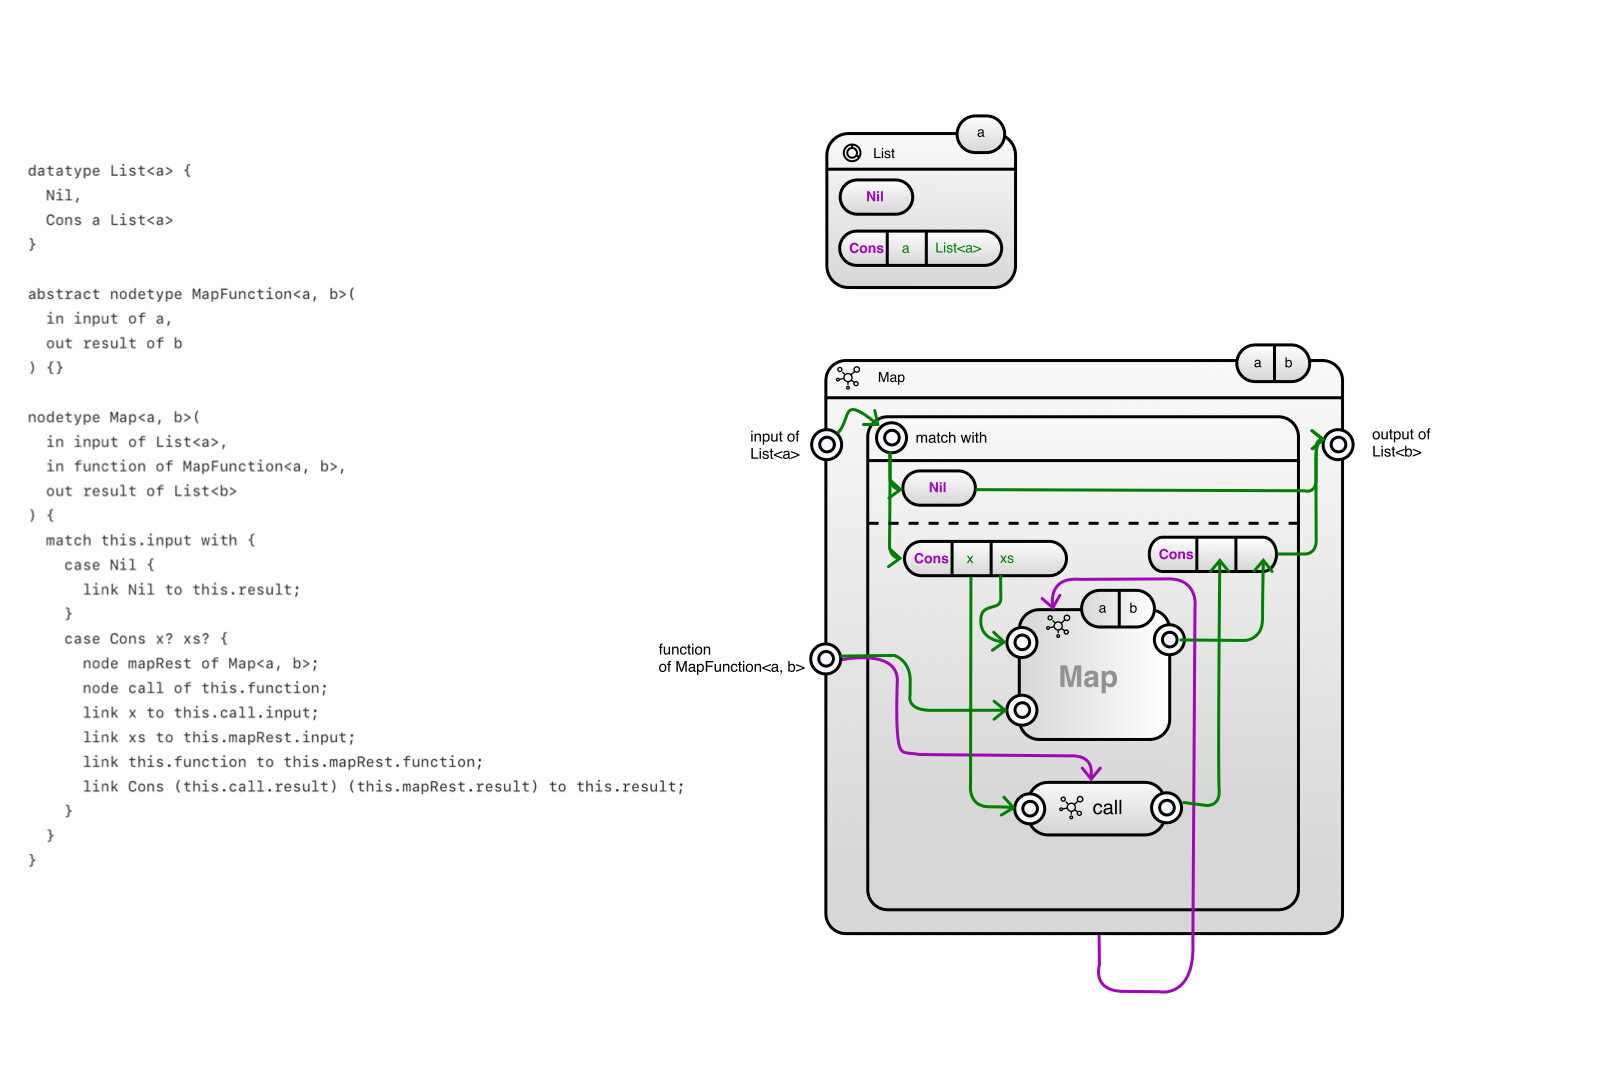 datatype List<a> {
Nil,
Cons a List<a>
}
abstract nodetype MapFunction<a, b>(
in input of a,
out result of b
) {}
nodetype Map<a, b>(
in input of List<a>,
in function of MapFunction<a, b>,
out result of List<b>
) {
match this.input with {
case Nil {
link Nil to this.result;
}
case Cons x? xs? {
node mapRest of Map<a, b>;
node call of this.function;
link x to this.call.input;
link xs to this.mapRest.input;
link this.function to this.mapRest.function;
link Cons (this.call.result) (this.mapRest.result) to this.result;
}
}
}
a
List
Nil
Cons a List<a>
a b
Map
input of
List<a>
match with
output of
List<b>
Nil
Cons x xs
Cons
a b
function
of MapFunction<a, b>
Map
call